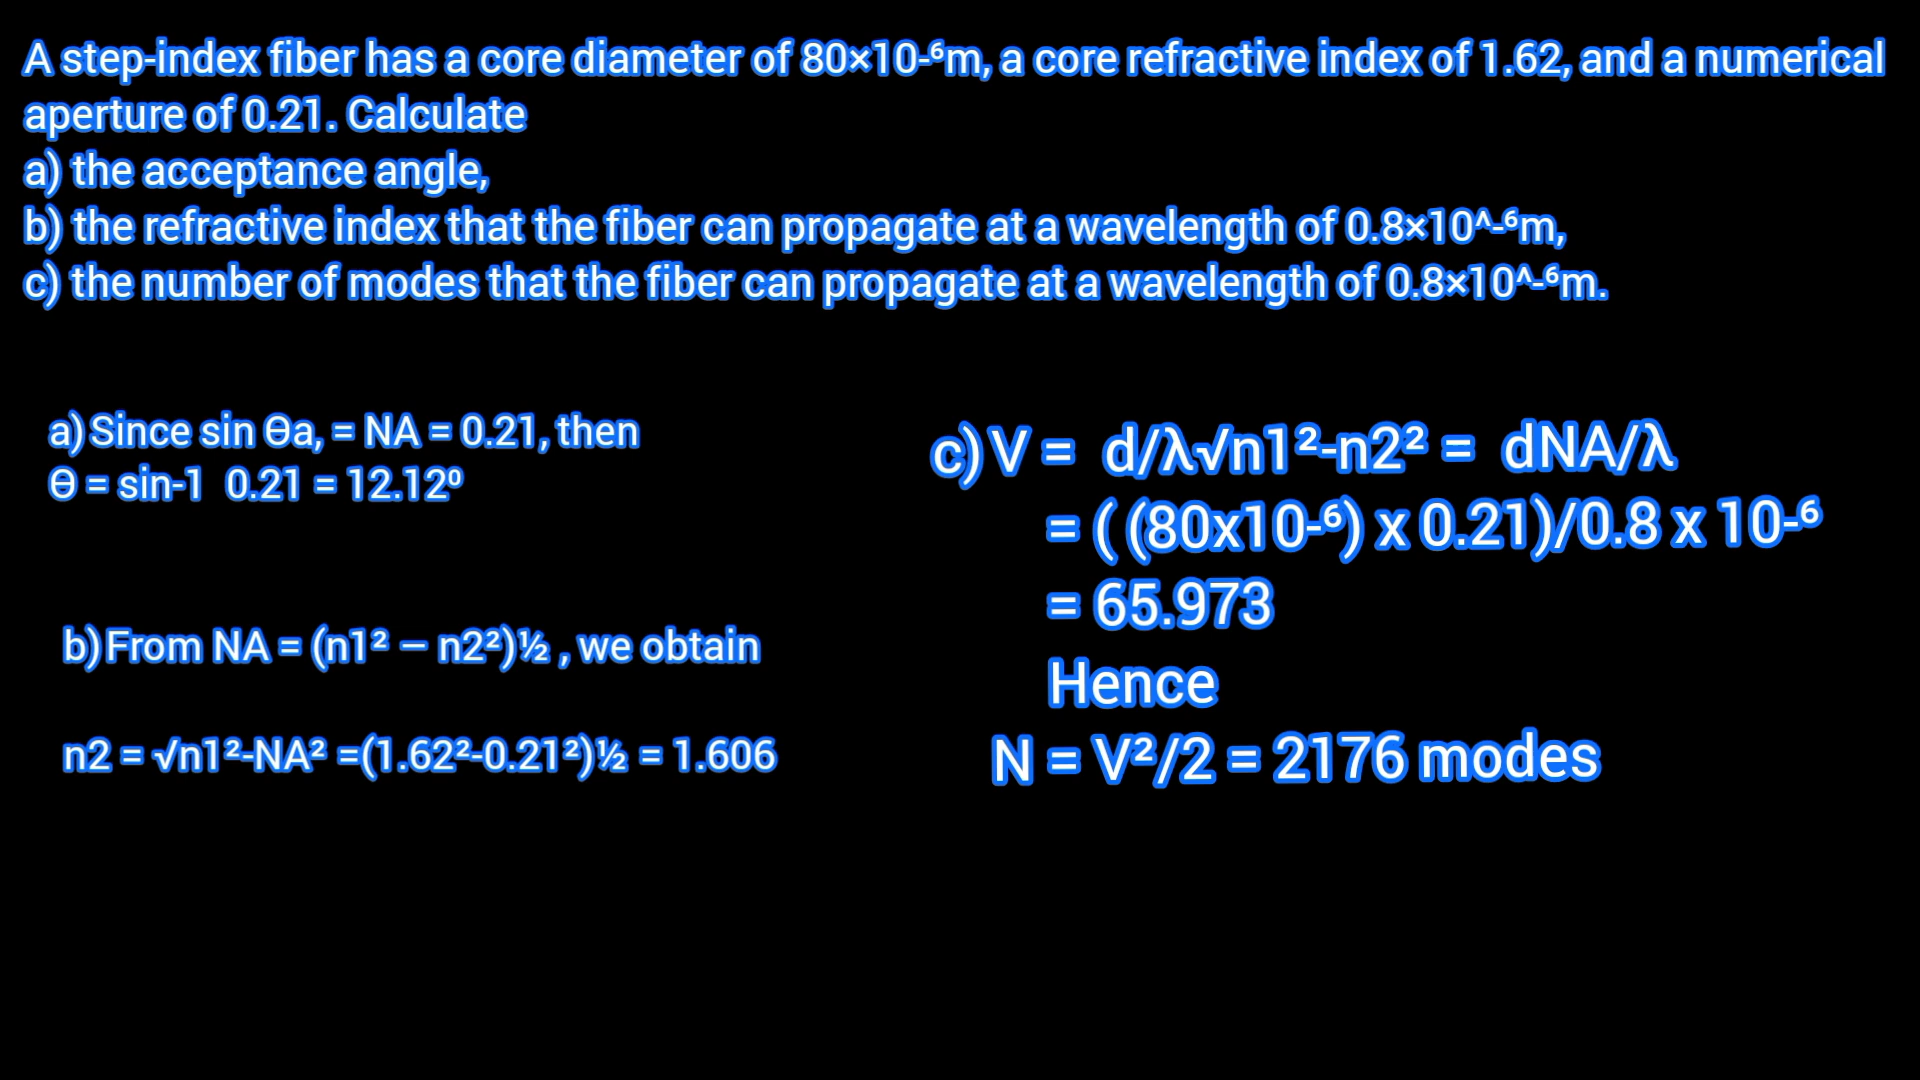 A step-index fiber has a core diameter of 80×10-⁶m, a core refractive index of 1.62, and a numerical
aperture of 0.21. Calculate
a) the acceptance angle,
b) the refractive index that the fiber can propagate at a wavelength of 0.8×10^-⁶m,
c) the number of modes that the fiber can propagate at a wavelength of 0.8×10^-⁶m.
a) Since sin Θa, = NA = 0.21, then
Θ = sin-1 0.21 = 12.12⁰
b) From NA = (n1² – n2²)½ , we obtain
n2 = √n1²-NA² =(1.62²-0.21²)½ = 1.606
c) V = d/λ√n1²-n2² = dNA/λ
= ( (80x10-⁶) x 0.21)/0.8 x 10-⁶
= 65.973
Hence
N = V²/2 = 2176 modes